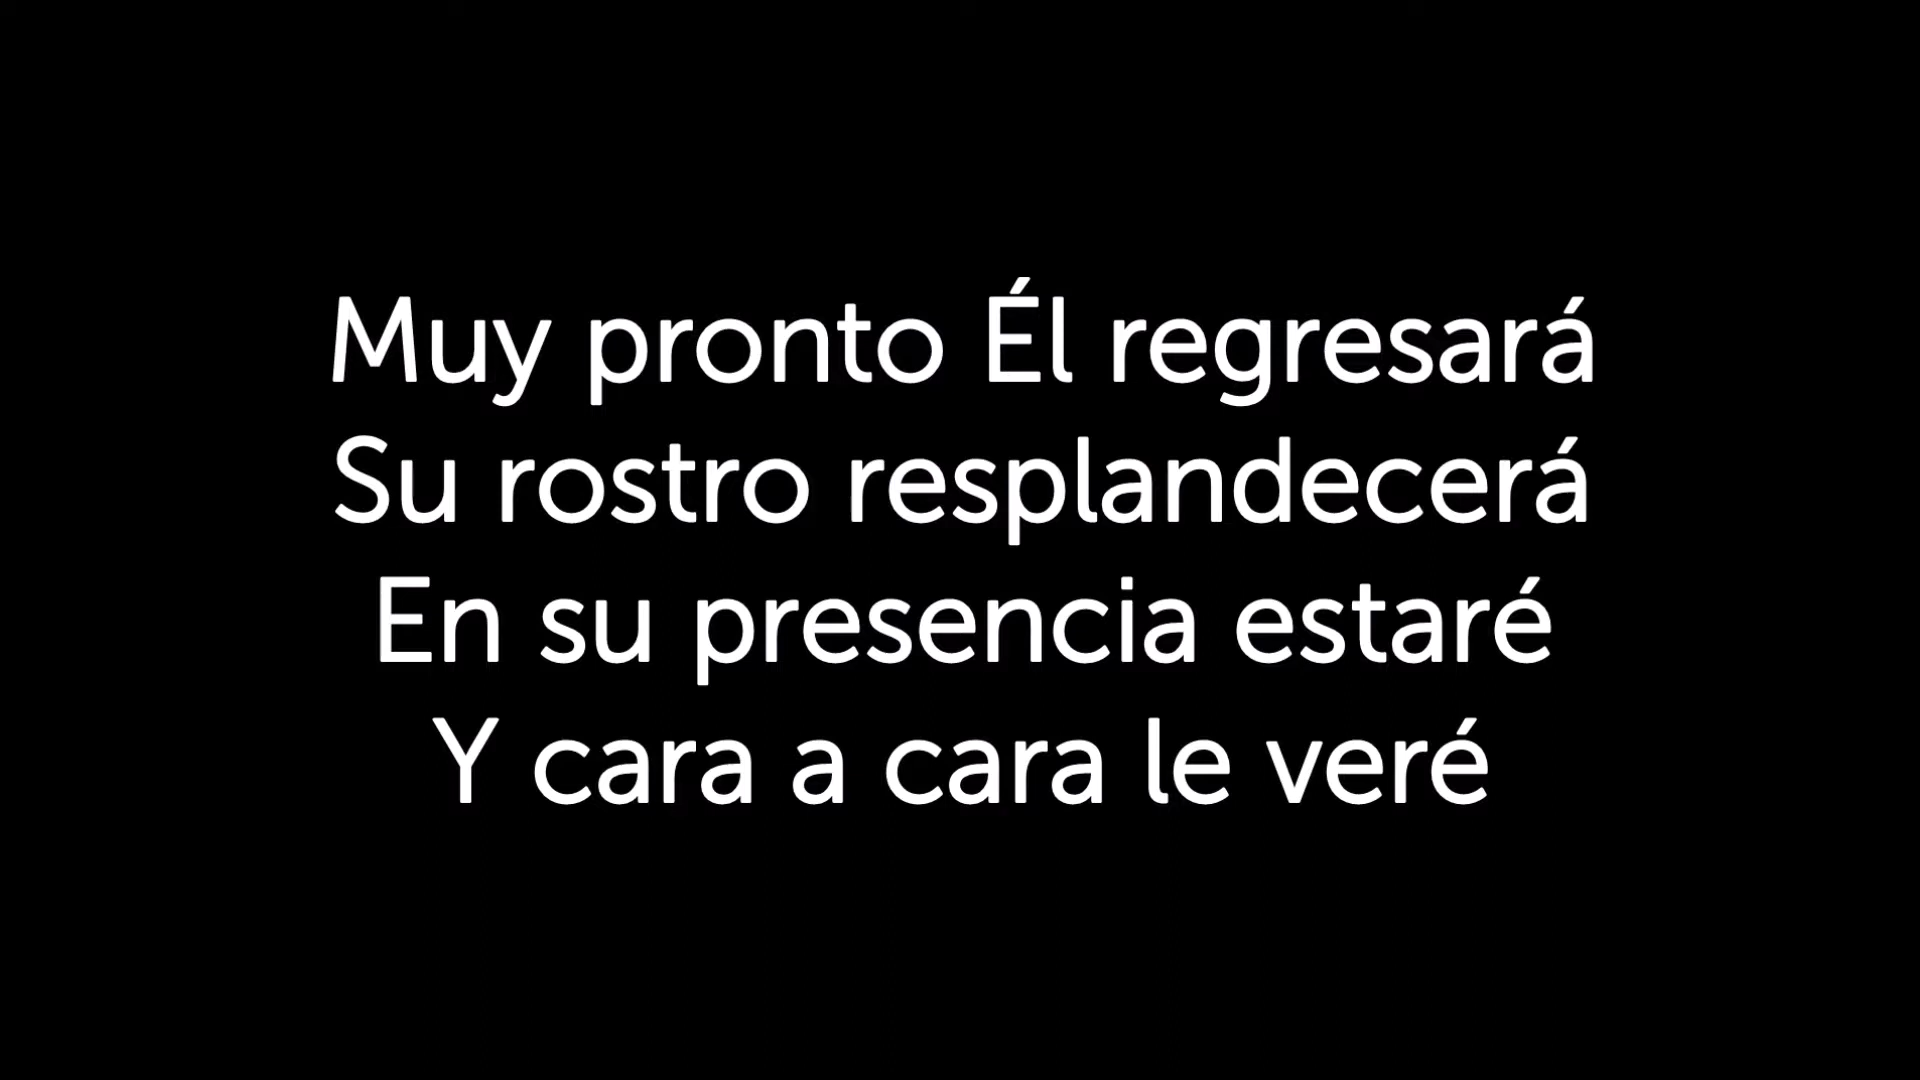 Muy pronto Él regresará
Su rostro resplandecerá
En su presencia estaré
Y cara a cara le veré